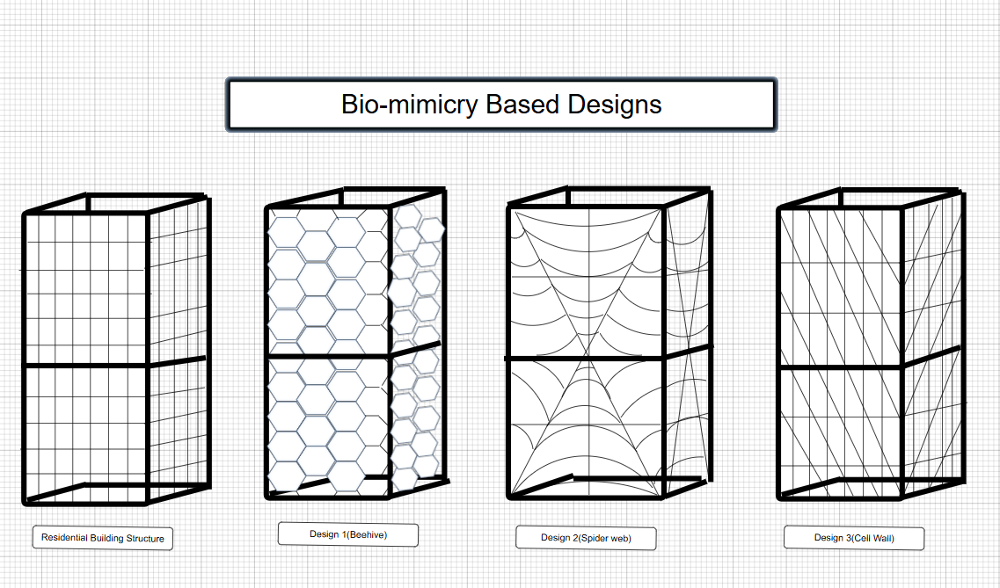 Bio-mimicry Based Designs
Residential Building Structure
Design 1(Beehive)
Design 2(Spider web)
Design 3(Cell Wall)